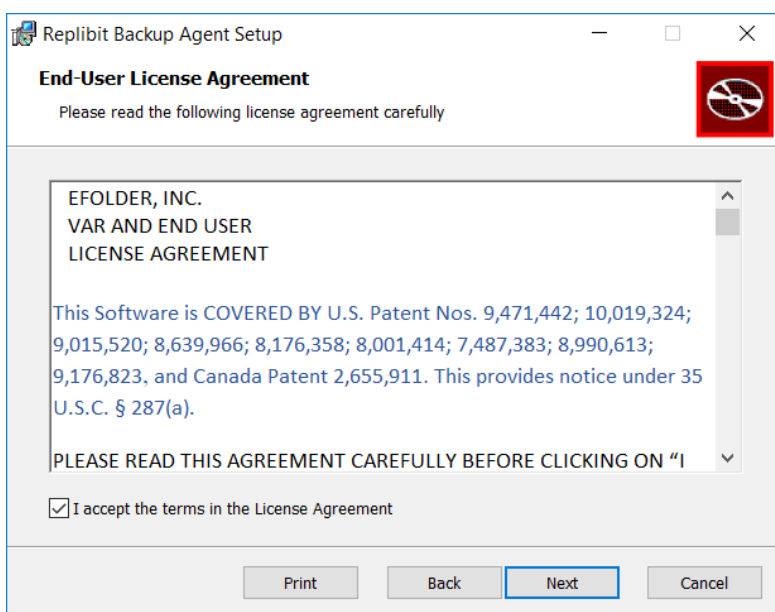 Replibit Backup Agent Setup
End-User License Agreement
Please read the following license agreement carefully
EFOLDER, INC.
VAR AND END USER
LICENSE AGREEMENT
This Software is COVERED BY U.S. Patent Nos. 9,471,442; 10,019,324;
9,015,520; 8,639,966; 8,176,358; 8,001,414; 7,487,383; 8,990,613;
9,176,823, and Canada Patent 2,655,911. This provides notice under 35
U.S.C. § 287(a).
PLEASE READ THIS AGREEMENT CAREFULLY BEFORE CLICKING ON “I
I accept the terms in the License Agreement
Print Back Next Cancel